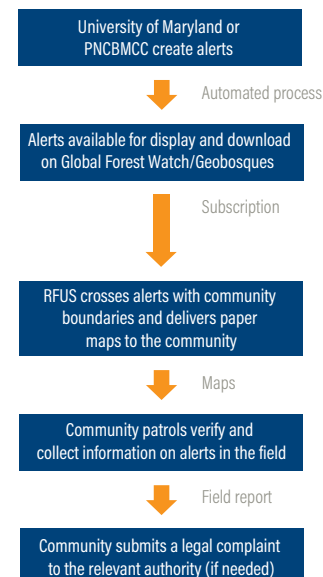 University of Maryland or
PNCBMCC create alerts
Automated process
Alerts available for display and download
on Global Forest Watch/Geobosques
Subscription
RFUS crosses alerts with community
boundaries and delivers paper
maps to the community
Maps
Community patrols verify and
collect information on alerts in the field
Field report
Community submits a legal complaint
to the relevant authority (if needed)